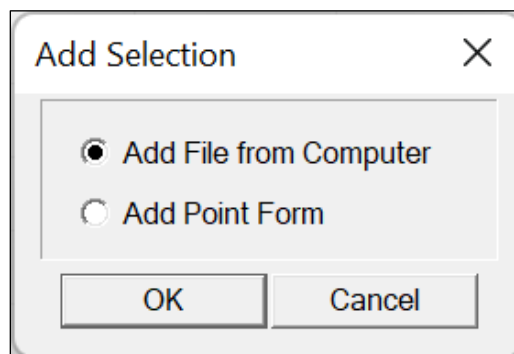 Add Selection
Add File from Computer
Add Point Form
OK Cancel